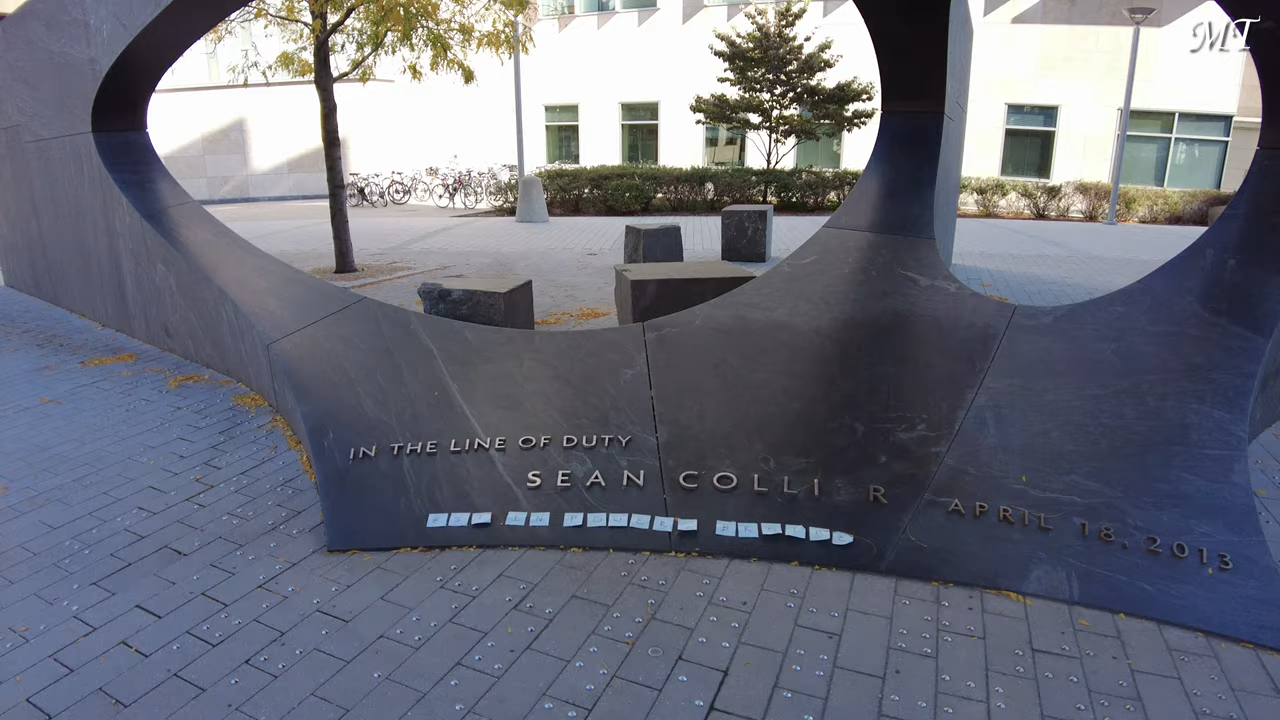 MT
IN THE LINE OF DUTY
SEAN COLLI R
APRIL 18, 2013